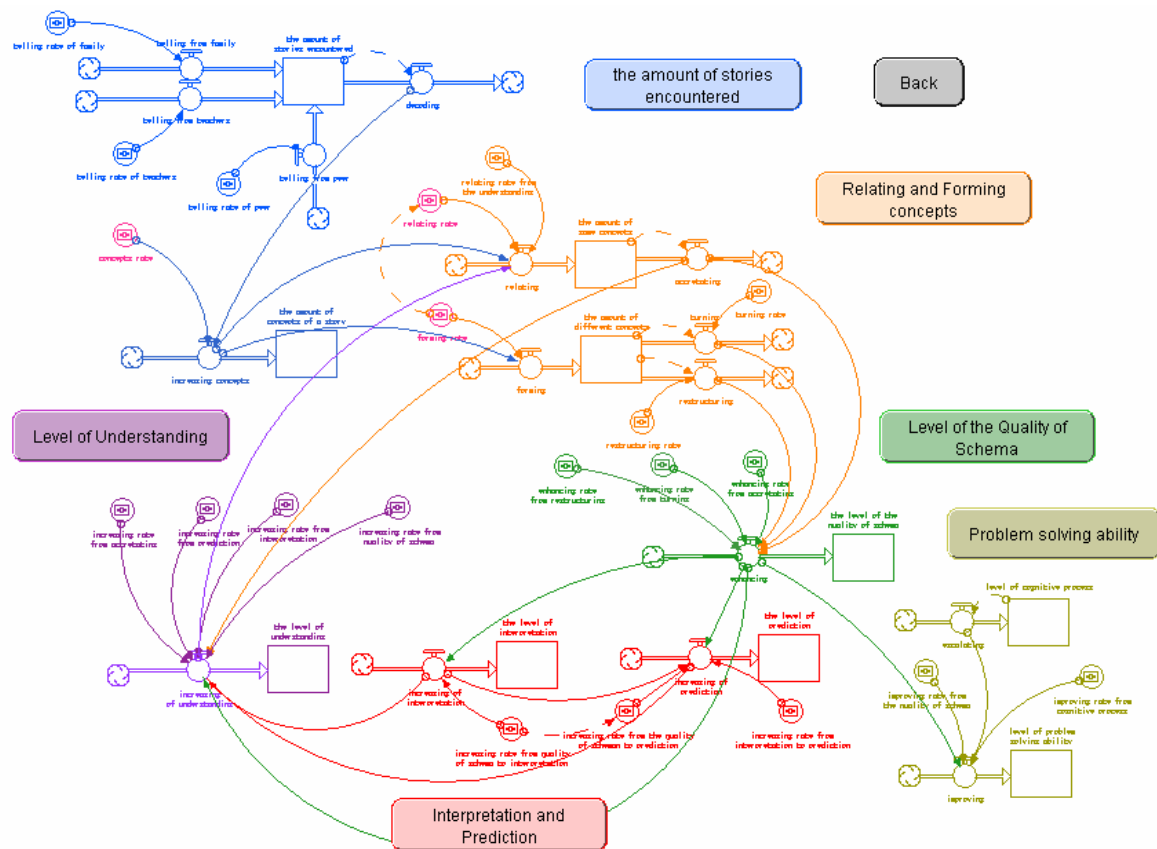 telling rate of family
telling from family
the amount of
stories encountered
the amount of stories
encountered
Back
decoding
telling from teachers
telling rate of teachers
telling from peer
telling rate of peer
Relating and Forming
concepts
relating rate from
the understanding
relating rate
concepts rate
the amount of
same concepts
relating
accretating
the amount of
concepts of a story
forming rate
the amount of
different concepts
turning
turning rate
increasing concepts
forming
restructuring
restructuring rate
Level of Understanding
Level of the Quality of
Schema
enhancing rate
from restructuring
enhancing rate
from turning
enhancing rate
from accretating
the level of the
quality of schema
Problem solving ability
increasing rate
from accretating
increasing rate
from prediction
increasing rate from
interpretation
increasing rate from
quality of schema
enhancing
level of cognitive process
the level of
understanding
the level of
interpretation
the level of
prediction
escalating
increasing
of understanding
increasing of
interpretation
increasing of
prediction
improving rate from
the quality of schema
improving rate from
cognitive process
increasing rate from quality
of schema to interpretation
increasing rate from the quality
of schema to prediction
increasing rate from
interpretation to prediction
level of problem
solving ability
improving
Interpretation and
Prediction